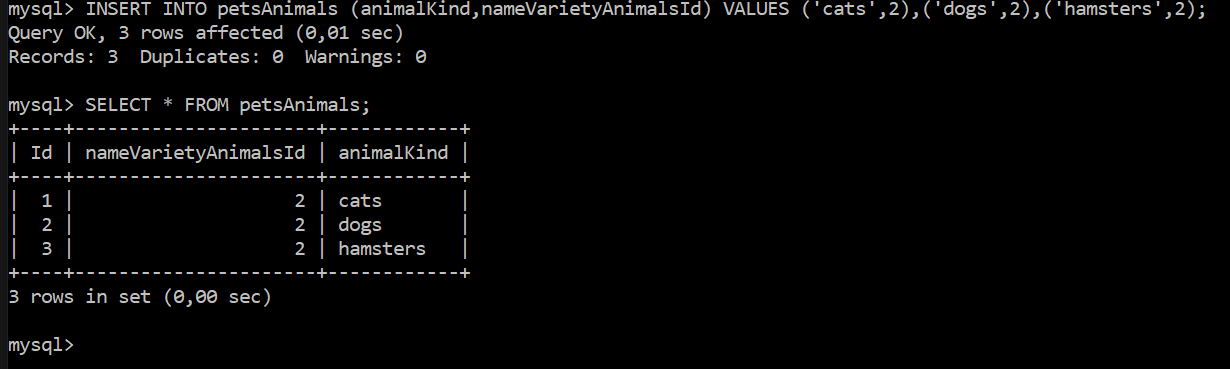 mysql> INSERT INTO petsAnimals (animalKind,nameVarietyAnimalsId) VALUES ('cats',2),('dogs',2),('hamsters',2);
Query OK, 3 rows affected (0,01 sec)
Records: 3  Duplicates: 0  Warnings: 0

mysql> SELECT * FROM petsAnimals;
+----+----------------------+------------+
| Id | nameVarietyAnimalsId | animalKind |
+----+----------------------+------------+
|  1 |                    2 | cats       |
|  2 |                    2 | dogs       |
|  3 |                    2 | hamsters   |
+----+----------------------+------------+
3 rows in set (0,00 sec)

mysql>